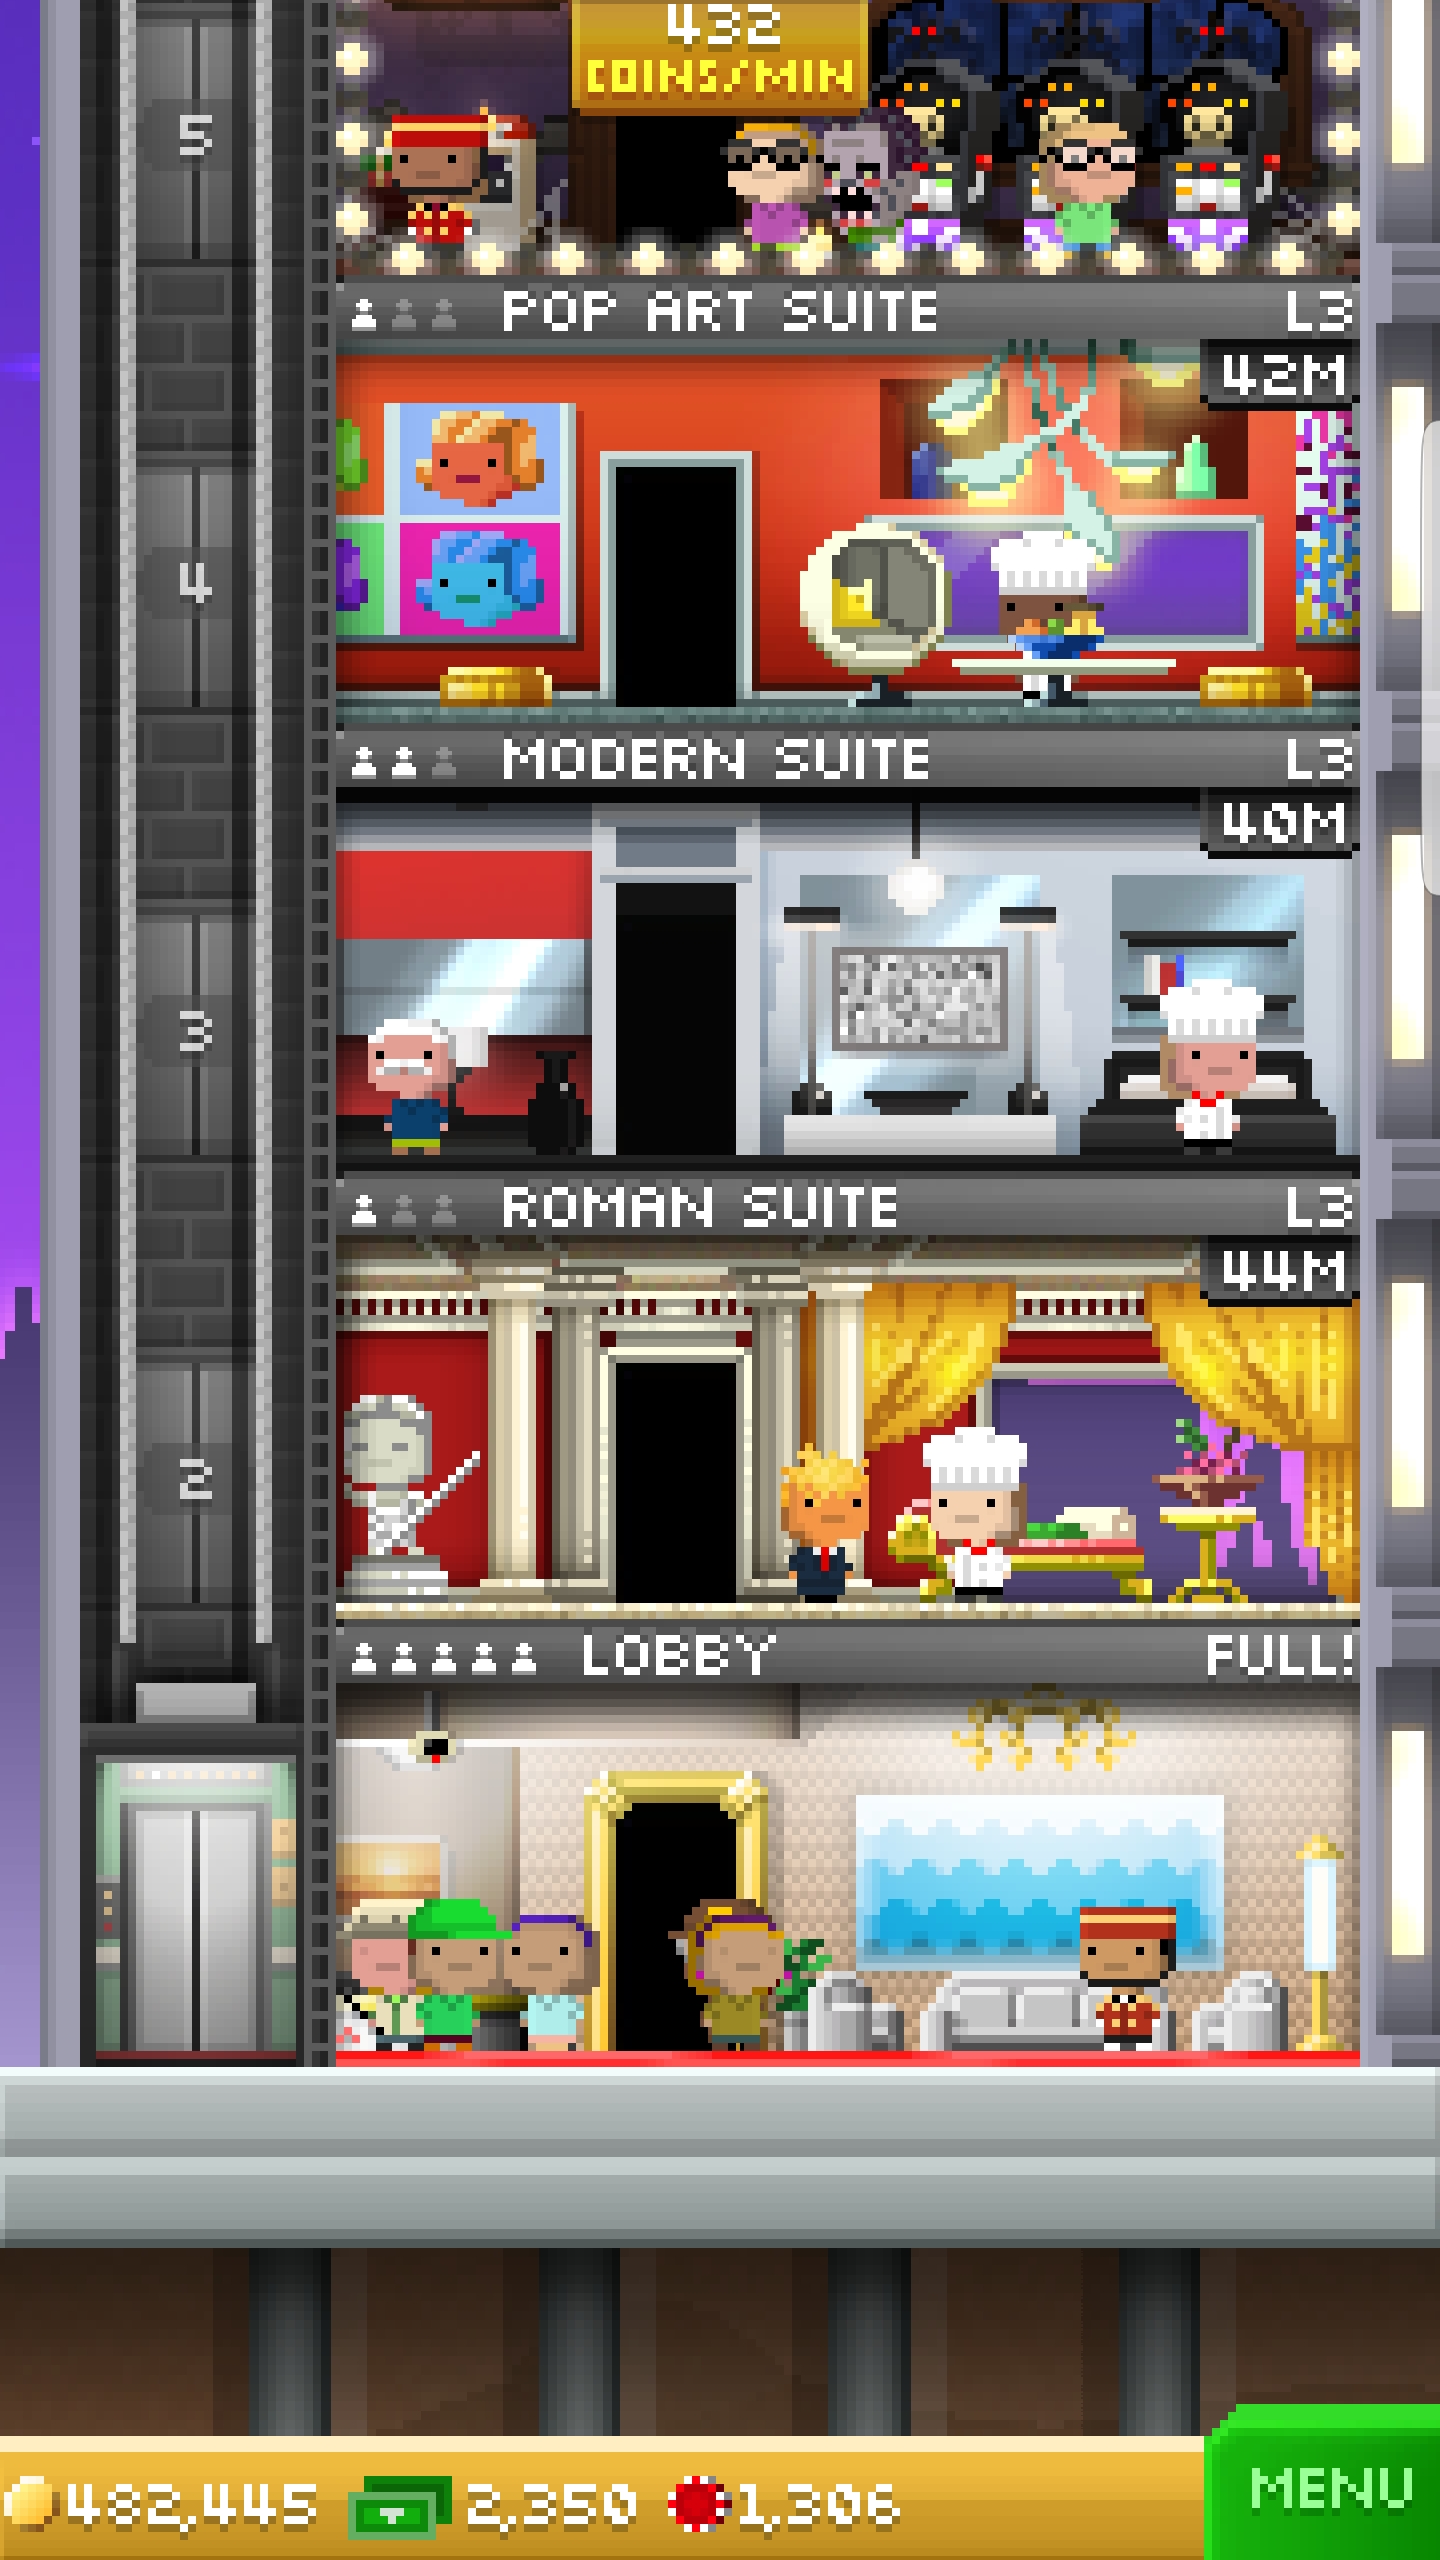 432
COINS/MIN
5
POP ART SUITE L3
42M
4
MODERN SUITE L3
40M
3
ROMAN SUITE L3
44M
2
LOBBY FULL!
482,445 2,350 1,306 MENU